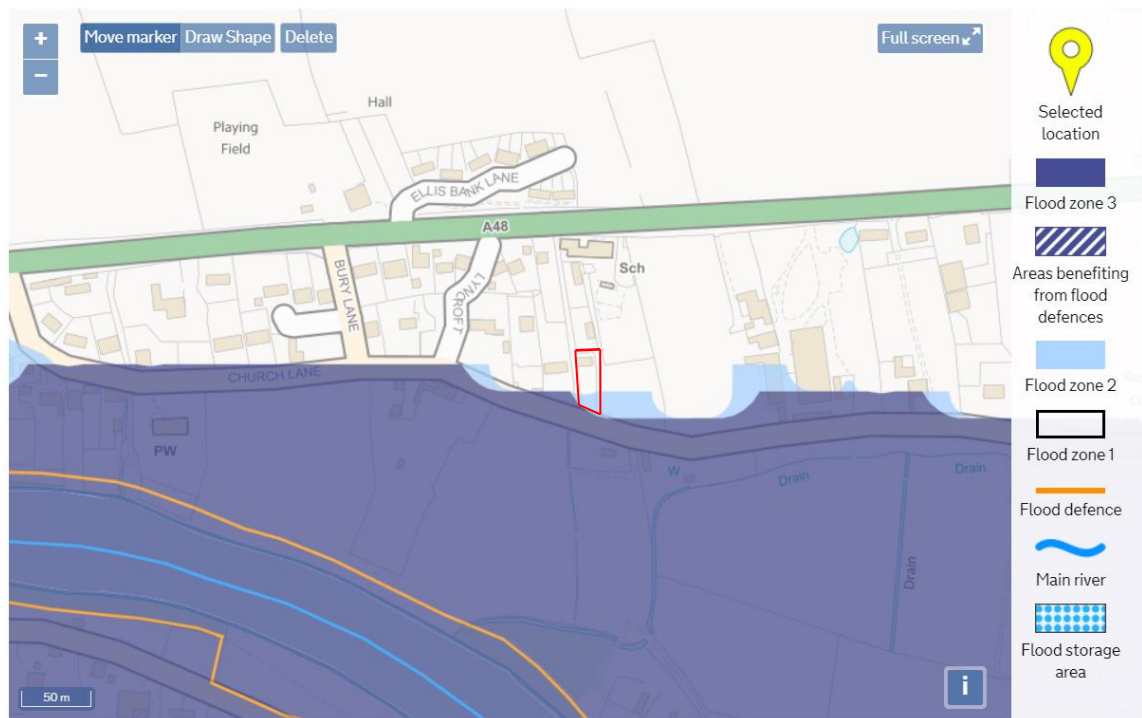 +
−
Move marker
Draw Shape
Delete
Full screen
Hall
Playing
Field
ELLIS BANK LANE
A48
Sch
BURY LANE
LYNCROFT
CHURCH LANE
PW
W
Drain
Drain
Drain
50 m
i
Selected
location
Flood zone 3
Areas benefiting
from flood
defences
Flood zone 2
Flood zone 1
Flood defence
Main river
Flood storage
area